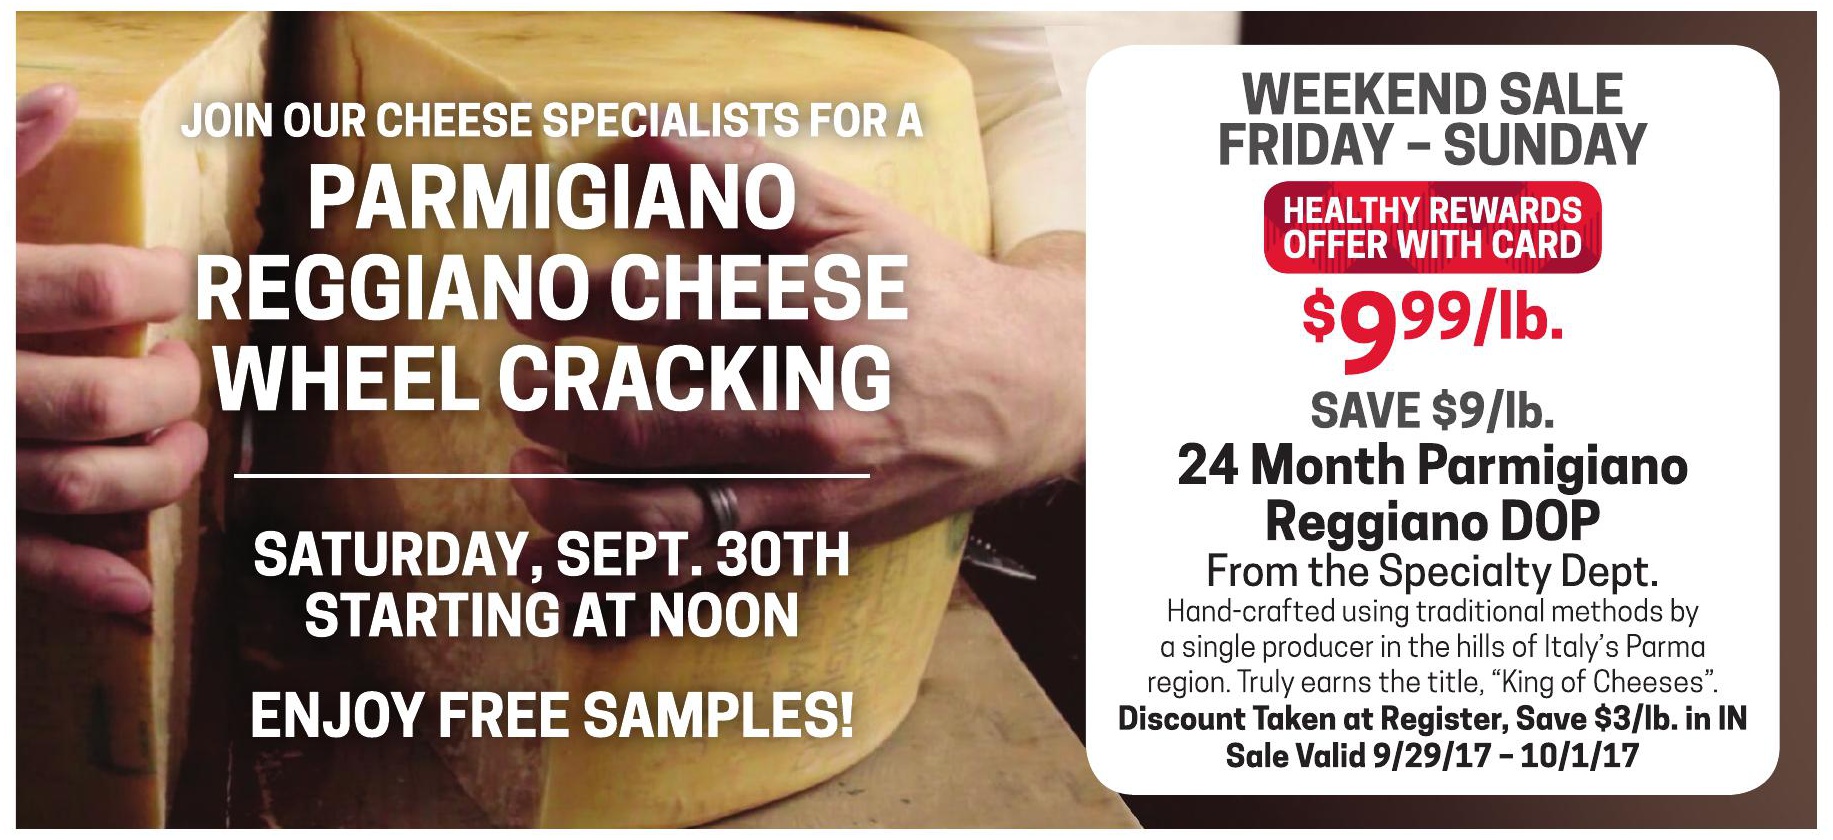 JOIN OUR CHEESE SPECIALISTS FOR A
PARMIGIANO
REGGIANO CHEESE
WHEEL CRACKING
SATURDAY, SEPT. 30TH
STARTING AT NOON
ENJOY FREE SAMPLES!
WEEKEND SALE
FRIDAY – SUNDAY
HEALTHY REWARDS
OFFER WITH CARD
$999/lb.
SAVE $9/lb.
24 Month Parmigiano
Reggiano DOP
From the Specialty Dept.
Hand-crafted using traditional methods by
a single producer in the hills of Italy's Parma
region. Truly earns the title, “King of Cheeses”.
Discount Taken at Register, Save $3/lb. in IN
Sale Valid 9/29/17 – 10/1/17